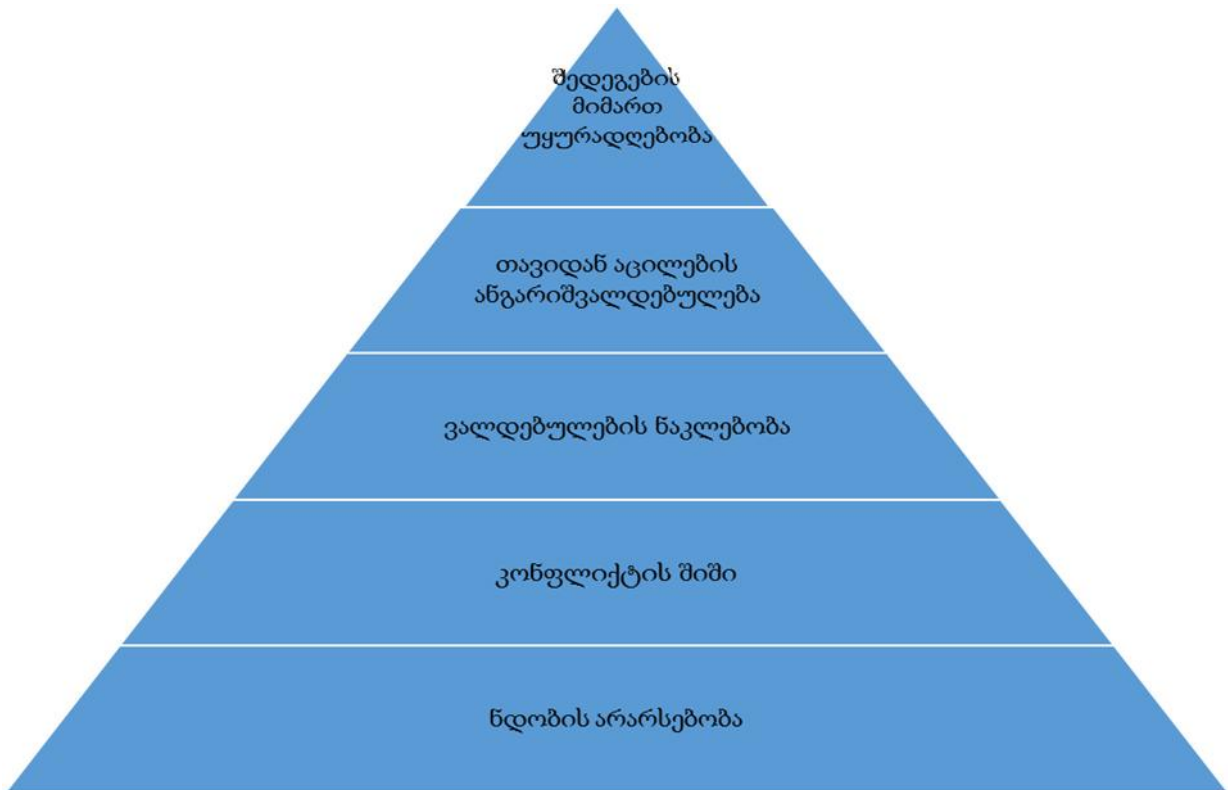 შედეგების
მიმართ
უყურადღებობა
თავიდან აცილების
ანგარიშვალდებულება
ვალდებულების ნაკლებობა
კონფლიქტის შიში
ნდობის არარსებობა